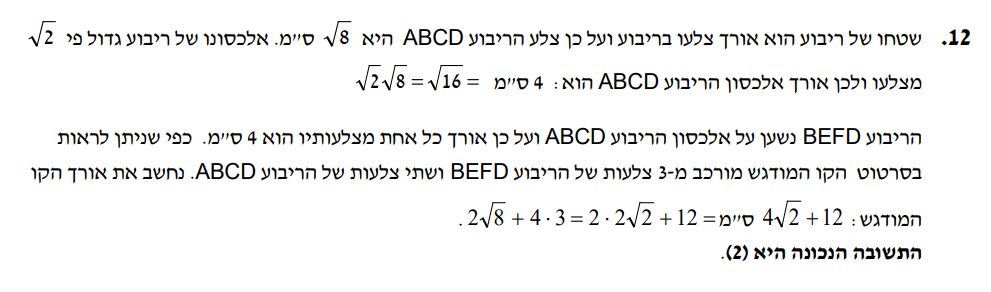 12. שטחו של ריבוע הוא אורך צלעו בריבוע ועל כן צלע הריבוע ABCD היא √8 ס״מ. אלכסונו של ריבוע גדול פי √2
מצלעו ולכן אורך אלכסון הריבוע ABCD הוא: 4 ס״מ = √2√8 = √16
הריבוע BEFD נשען על אלכסון הריבוע ABCD ועל כן אורך כל אחת מצלעותיו הוא 4 ס״מ. כפי שניתן לראות
בסרטוט הקו המודגש מורכב מ-3 צלעות של הריבוע BEFD ושתי צלעות של הריבוע ABCD. נחשב את אורך הקו
המודגש: 4√2 + 12 ס״מ = 2√8 + 4 · 3 = 2 · 2√2 + 12.
התשובה הנכונה היא (2).